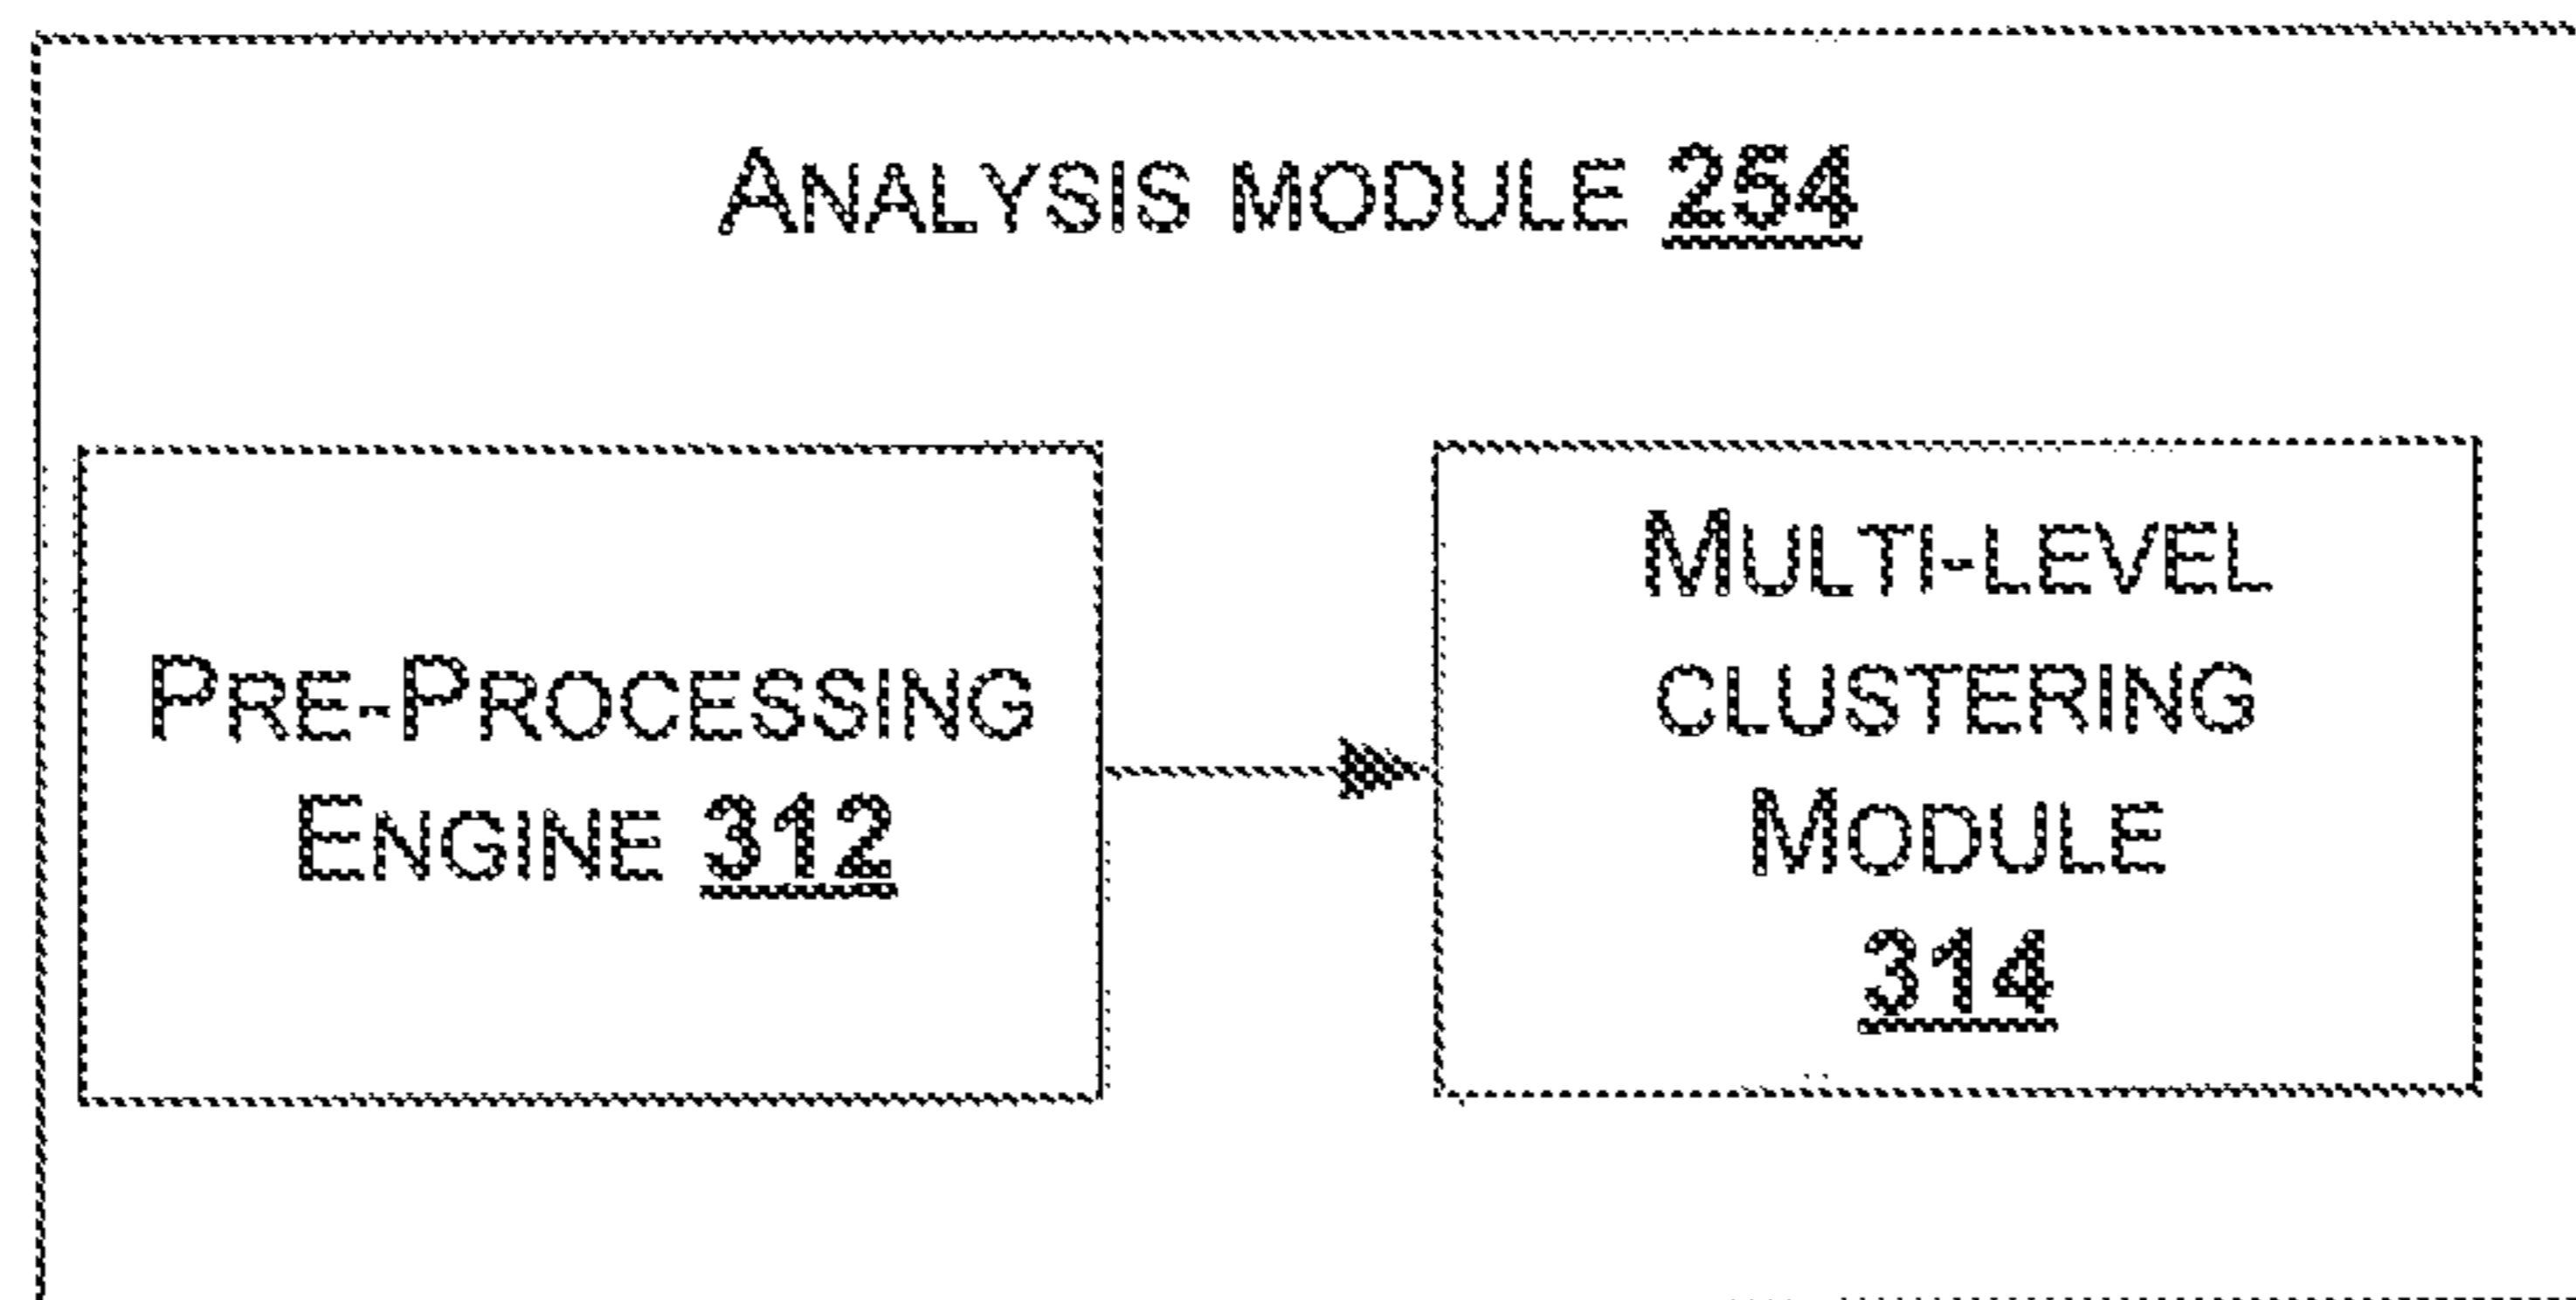 ANALYSIS MODULE 254
PRE-PROCESSING
ENGINE 312
MULTI-LEVEL
CLUSTERING
MODULE
314